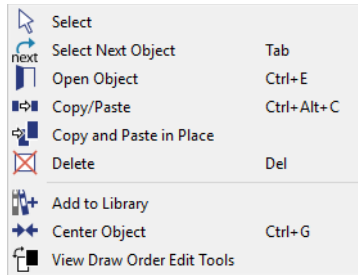 Select
next Select Next Object Tab
Open Object Ctrl+E
Copy/Paste Ctrl+Alt+C
Copy and Paste in Place
Delete Del
Add to Library
Center Object Ctrl+G
View Draw Order Edit Tools